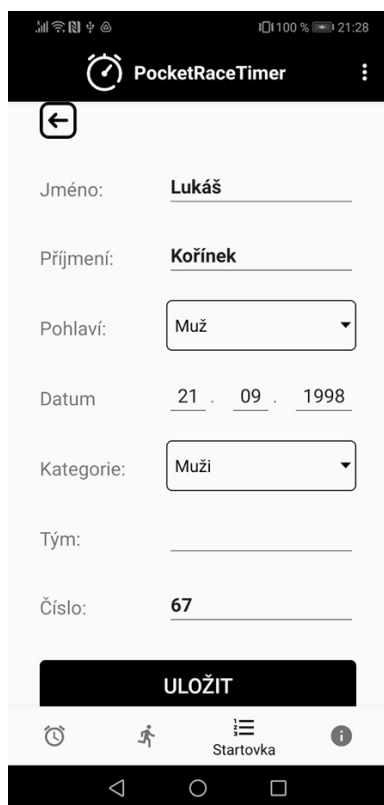 100 % 21:28
PocketRaceTimer
Jméno: Lukáš
Příjmení: Kořínek
Pohlaví: Muž
Datum 21 . 09 . 1998
Kategorie: Muži
Tým:
Číslo: 67
ULOŽIT
Startovka